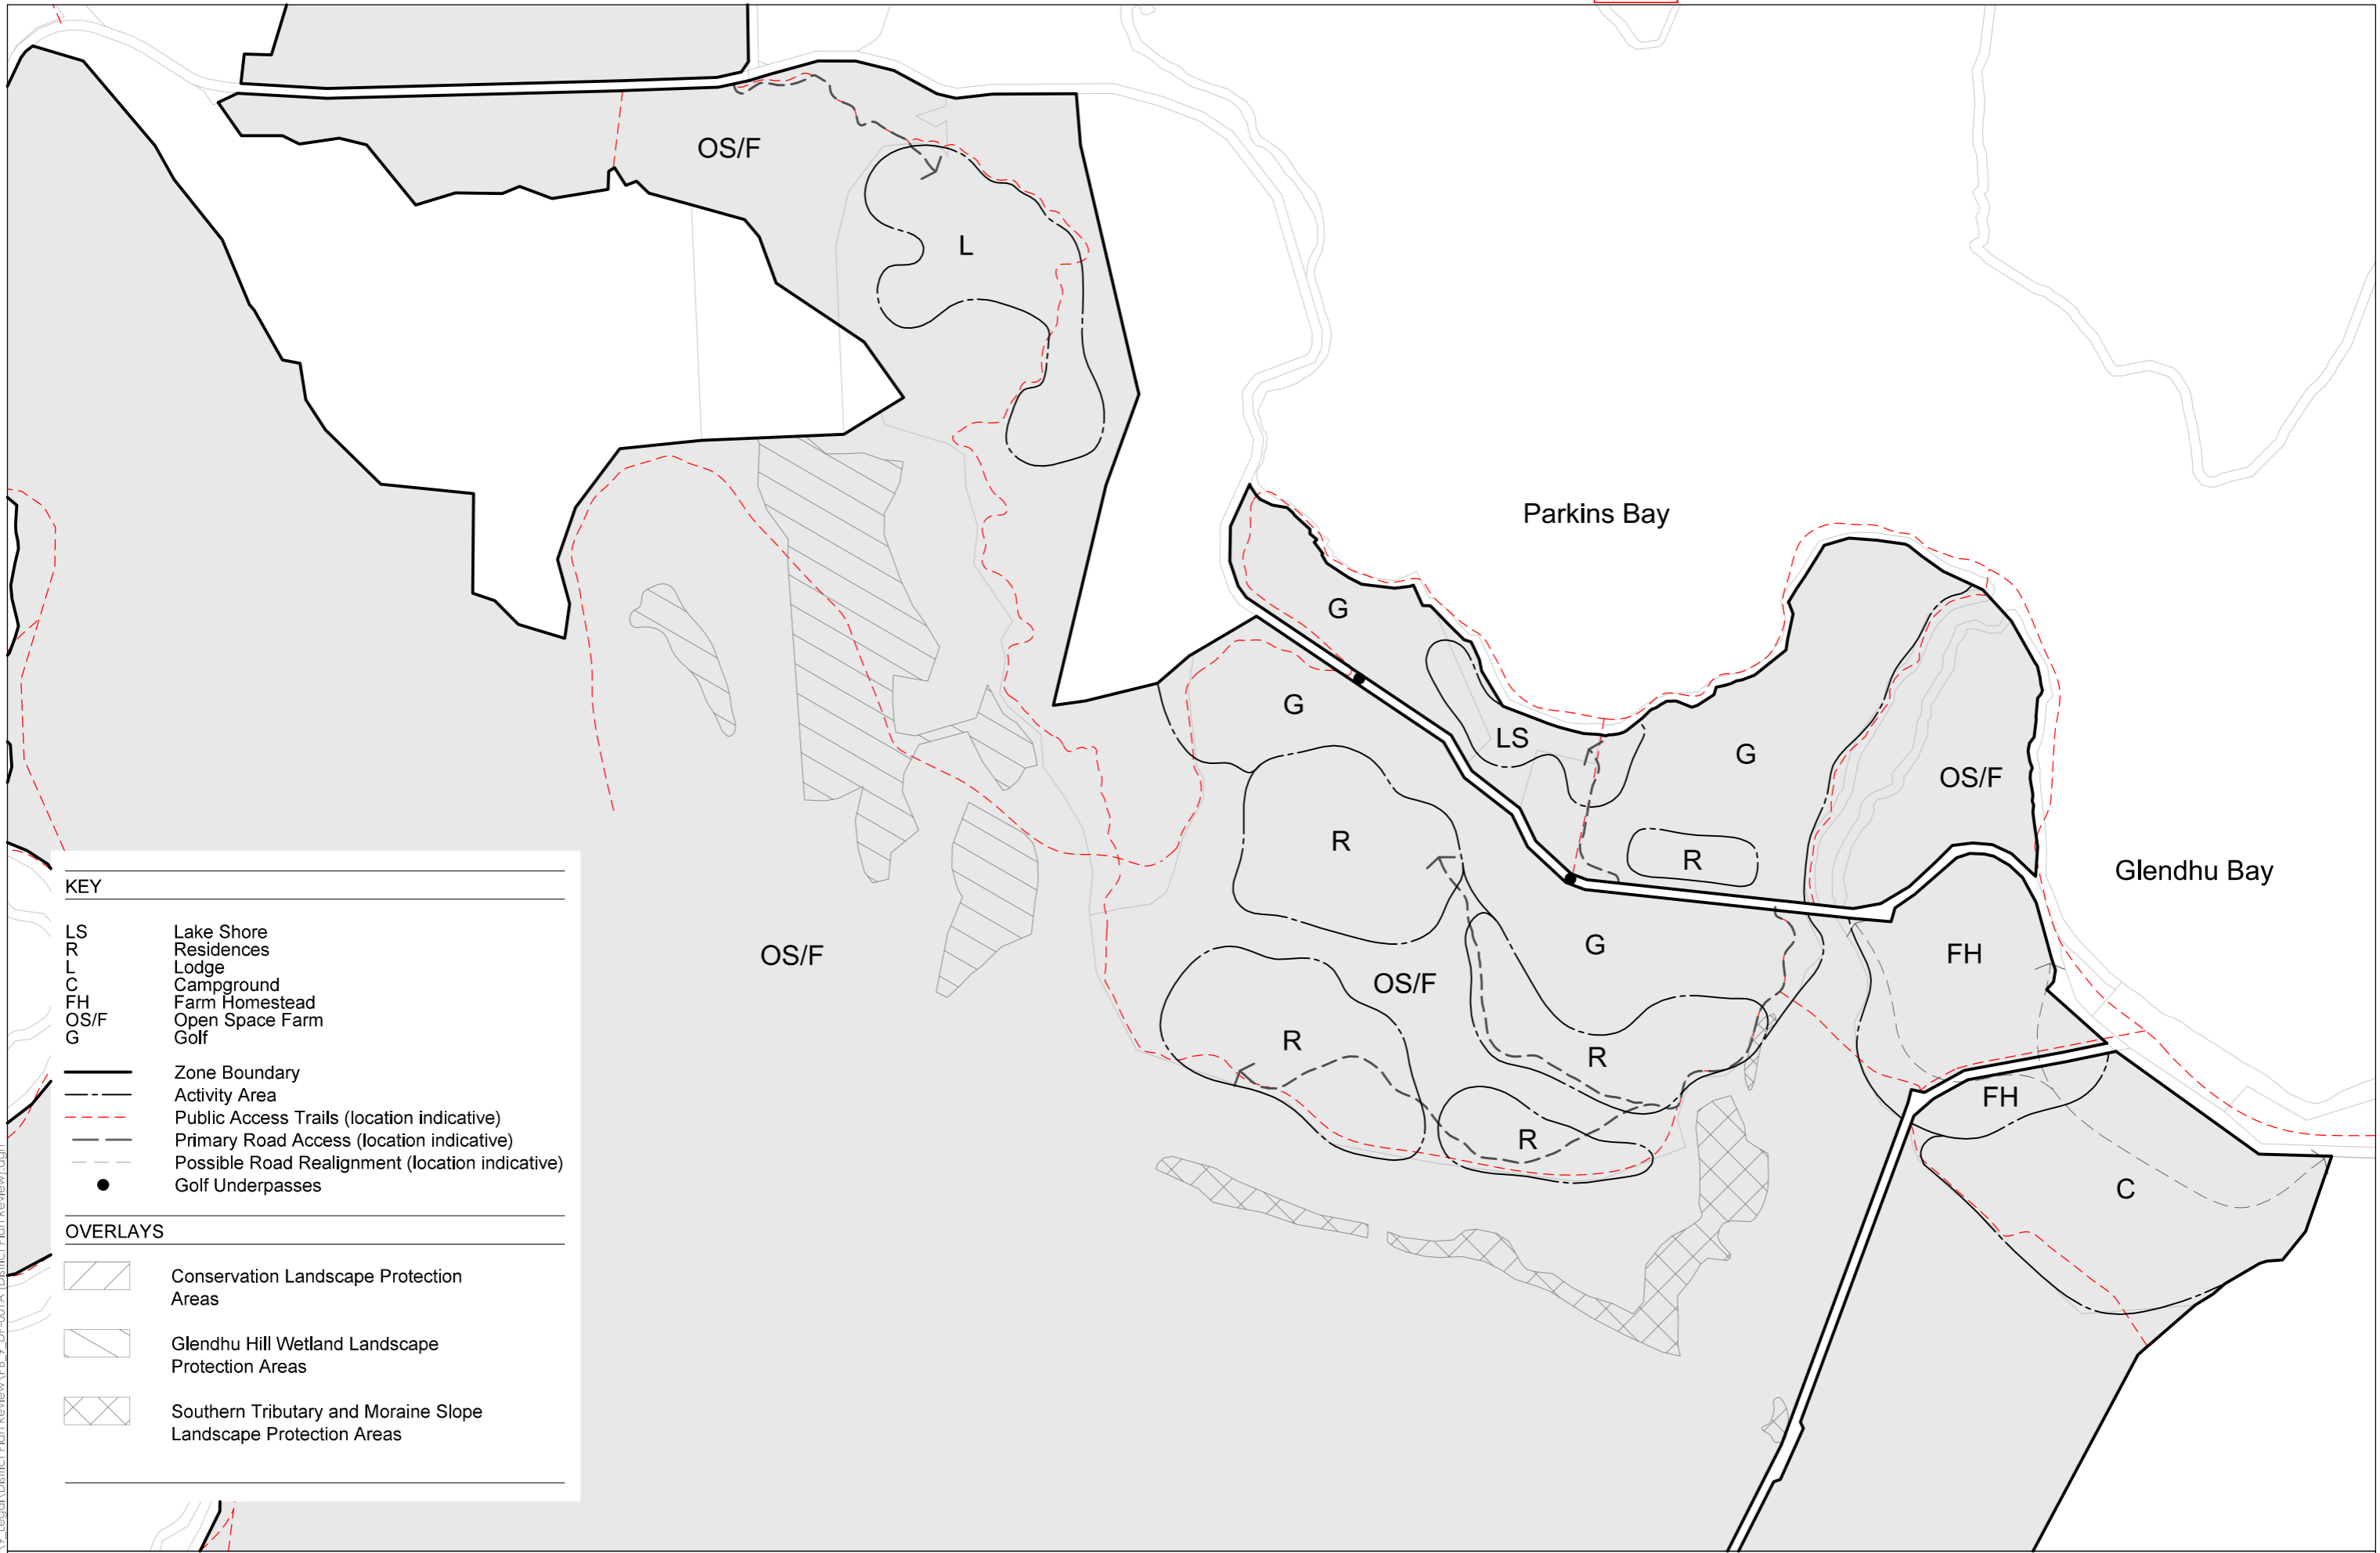 OS/F
L
Parkins Bay
G
G
LS
G
OS/F
R
R
Glendhu Bay
OS/F
G
FH
OS/F
R
R
FH
R
C
KEY
LS Lake Shore
R Residences
L Lodge
C Campground
FH Farm Homestead
OS/F Open Space Farm
G Golf
Zone Boundary
Activity Area
Public Access Trails (location indicative)
Primary Road Access (location indicative)
Possible Road Realignment (location indicative)
Golf Underpasses
OVERLAYS
Conservation Landscape Protection
Areas
Glendhu Hill Wetland Landscape
Protection Areas
Southern Tributary and Moraine Slope
Landscape Protection Areas